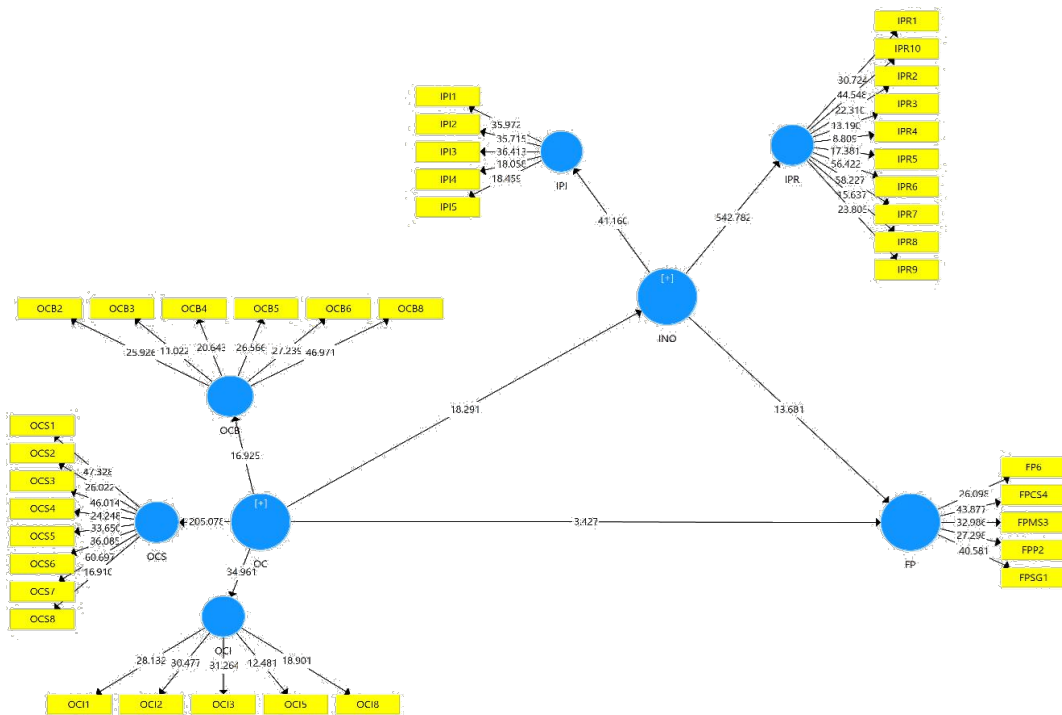 IPR1
IPR10
IPR2
IPR3
IPR4
IPR5
IPR6
IPR7
IPR8
IPR9
30.724
44.548
22.310
13.190
8.809
17.381
56.422
58.227
15.637
23.805
IPR
IPI1
IPI2
IPI3
IPI4
IPI5
35.972
35.715
36.413
18.058
18.459
IPI
41.160
542.782
[+]
INO
OCB2 OCB3 OCB4 OCB5 OCB6 OCB8
25.926 11.022 20.643 26.566 27.239 46.971
OCB
16.925
18.291
13.681
OCS1
OCS2
OCS3
OCS4
OCS5
OCS6
OCS7
OCS8
47.328
26.022
46.014
24.248
33.650
36.085
60.697
16.910
OCS
205.078
[+]
OC
3.427
FP
FP6
FPCS4
FPMS3
FPP2
FPSG1
26.098
43.877
32.986
27.298
40.581
34.961
OCI
28.132 30.477 31.264 12.481 18.901
OCI1 OCI2 OCI3 OCI5 OCI8